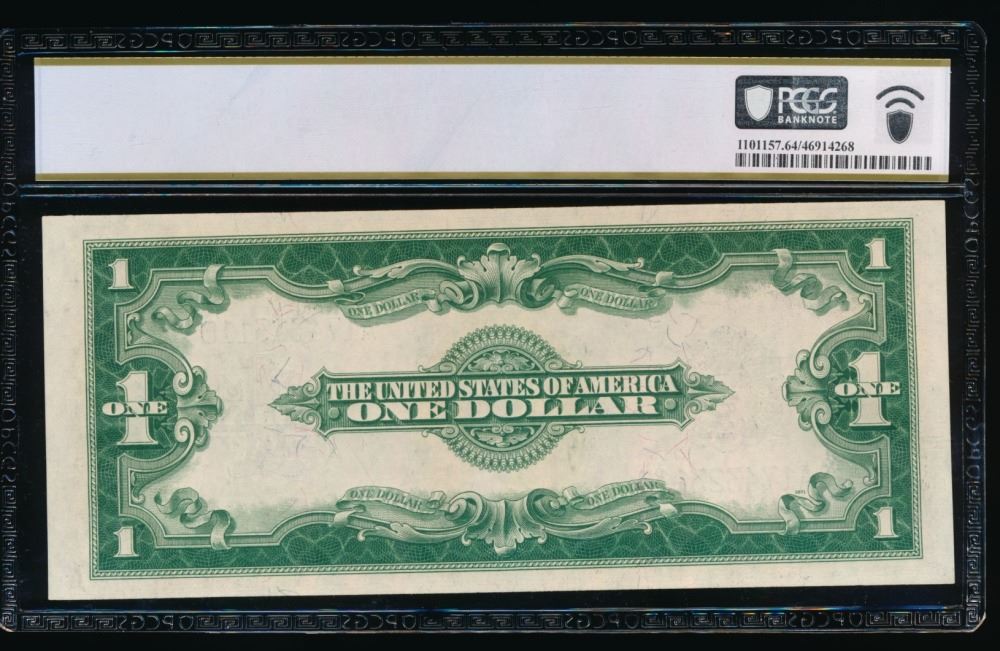 PCGS
BANKNOTE
1101157.64/46914268
1 1
ONE DOLLAR ONE DOLLAR
THE UNITED STATES OF AMERICA
1 ONE 1 ONE
ONE DOLLAR
ONE DOLLAR ONE DOLLAR
1 1